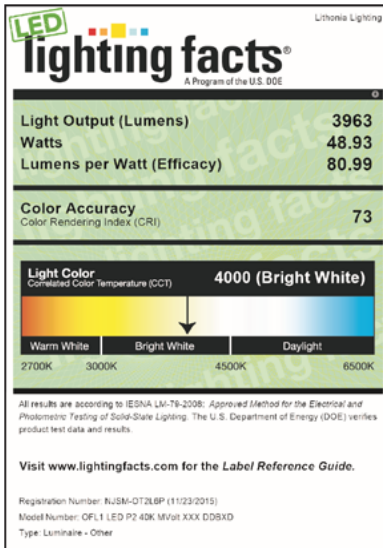 Lithonia Lighting
LED
lighting facts®
A Program of the U.S. DOE
Light Output (Lumens) 3963
Watts 48.93
Lumens per Watt (Efficacy) 80.99
Color Accuracy 73
Color Rendering Index (CRI)
Light Color 4000 (Bright White)
Correlated Color Temperature (CCT)
Warm White Bright White Daylight
2700K 3000K 4500K 6500K
All results are according to IESNA LM-79-2008: Approved Method for the Electrical and
Photometric Testing of Solid-State Lighting. The U.S. Department of Energy (DOE) verifies
product test data and results.
Visit www.lightingfacts.com for the Label Reference Guide.
Registration Number: NJSM-OT2L6P (11/23/2015)
Model Number: OFL1 LED P2 40K MVolt XXX DDBXD
Type: Luminaire - Other